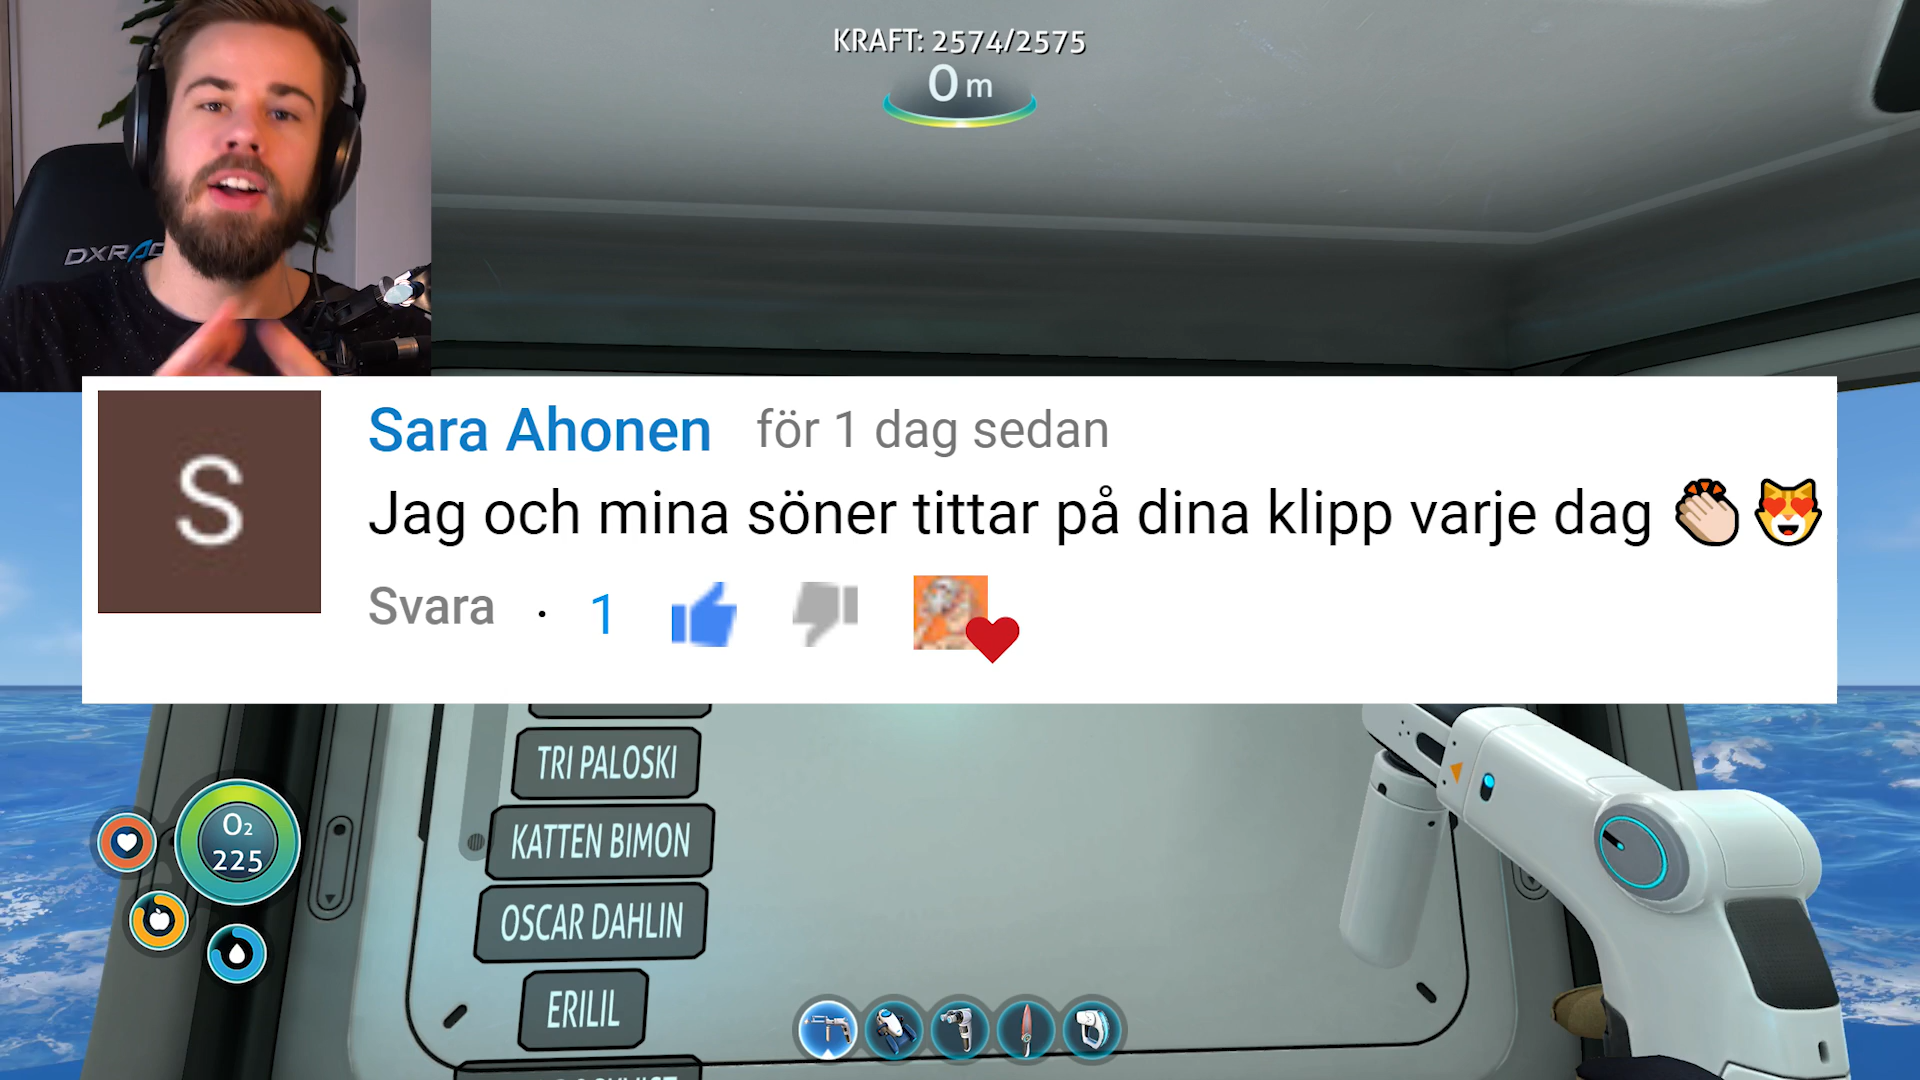 KRAFT: 2574/2575
0 m
DXRAC
Sara Ahonen för 1 dag sedan
S
Jag och mina söner tittar på dina klipp varje dag 👏🏻😻
Svara · 1
TRI PALOSKI
KATTEN BIMON
O₂
225
OSCAR DAHLIN
ERILIL